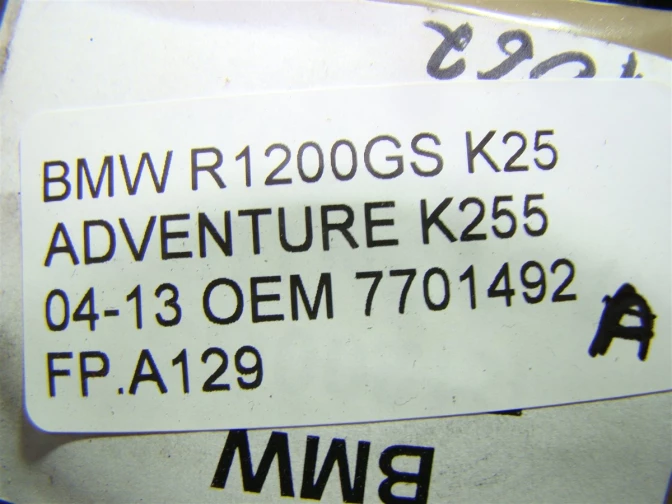 BMW R1200GS K25
ADVENTURE K255
04-13 OEM 7701492
FP.A129
A
BMW